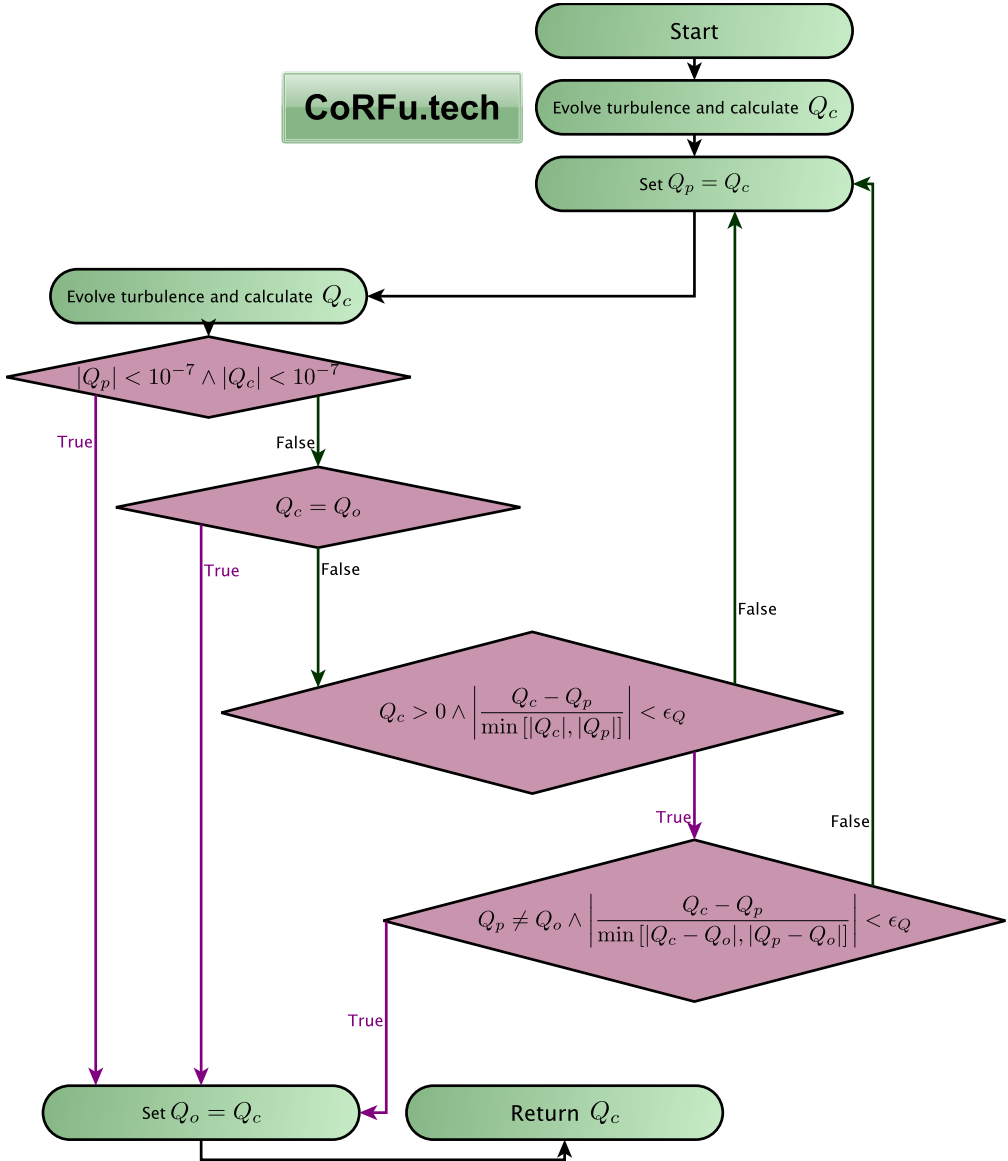 Start
CoRFu.tech
Evolve turbulence and calculate Q_c
Set Q_p = Q_c
Evolve turbulence and calculate Q_c
|Q_p| < 10^{-7} ∧ |Q_c| < 10^{-7}
True
False
Q_c = Q_o
True
False
False
Q_c > 0 ∧ |\frac{Q_c - Q_p}{min [|Q_c|, |Q_p|]}| < ϵ_Q
True
False
Q_p ≠ Q_o ∧ |\frac{Q_c - Q_p}{min [|Q_c - Q_o|, |Q_p - Q_o|]}| < ϵ_Q
True
Set Q_o = Q_c
Return Q_c